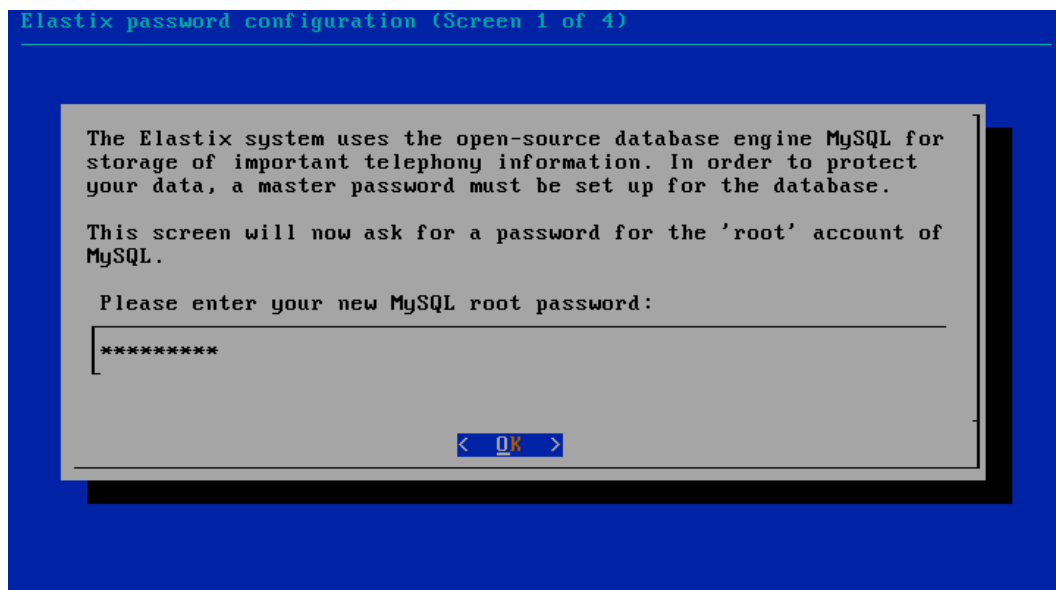 Elastix password configuration (Screen 1 of 4)
The Elastix system uses the open-source database engine MySQL for
storage of important telephony information. In order to protect
your data, a master password must be set up for the database.
This screen will now ask for a password for the 'root' account of
MySQL.
Please enter your new MySQL root password:
*********
< OK >